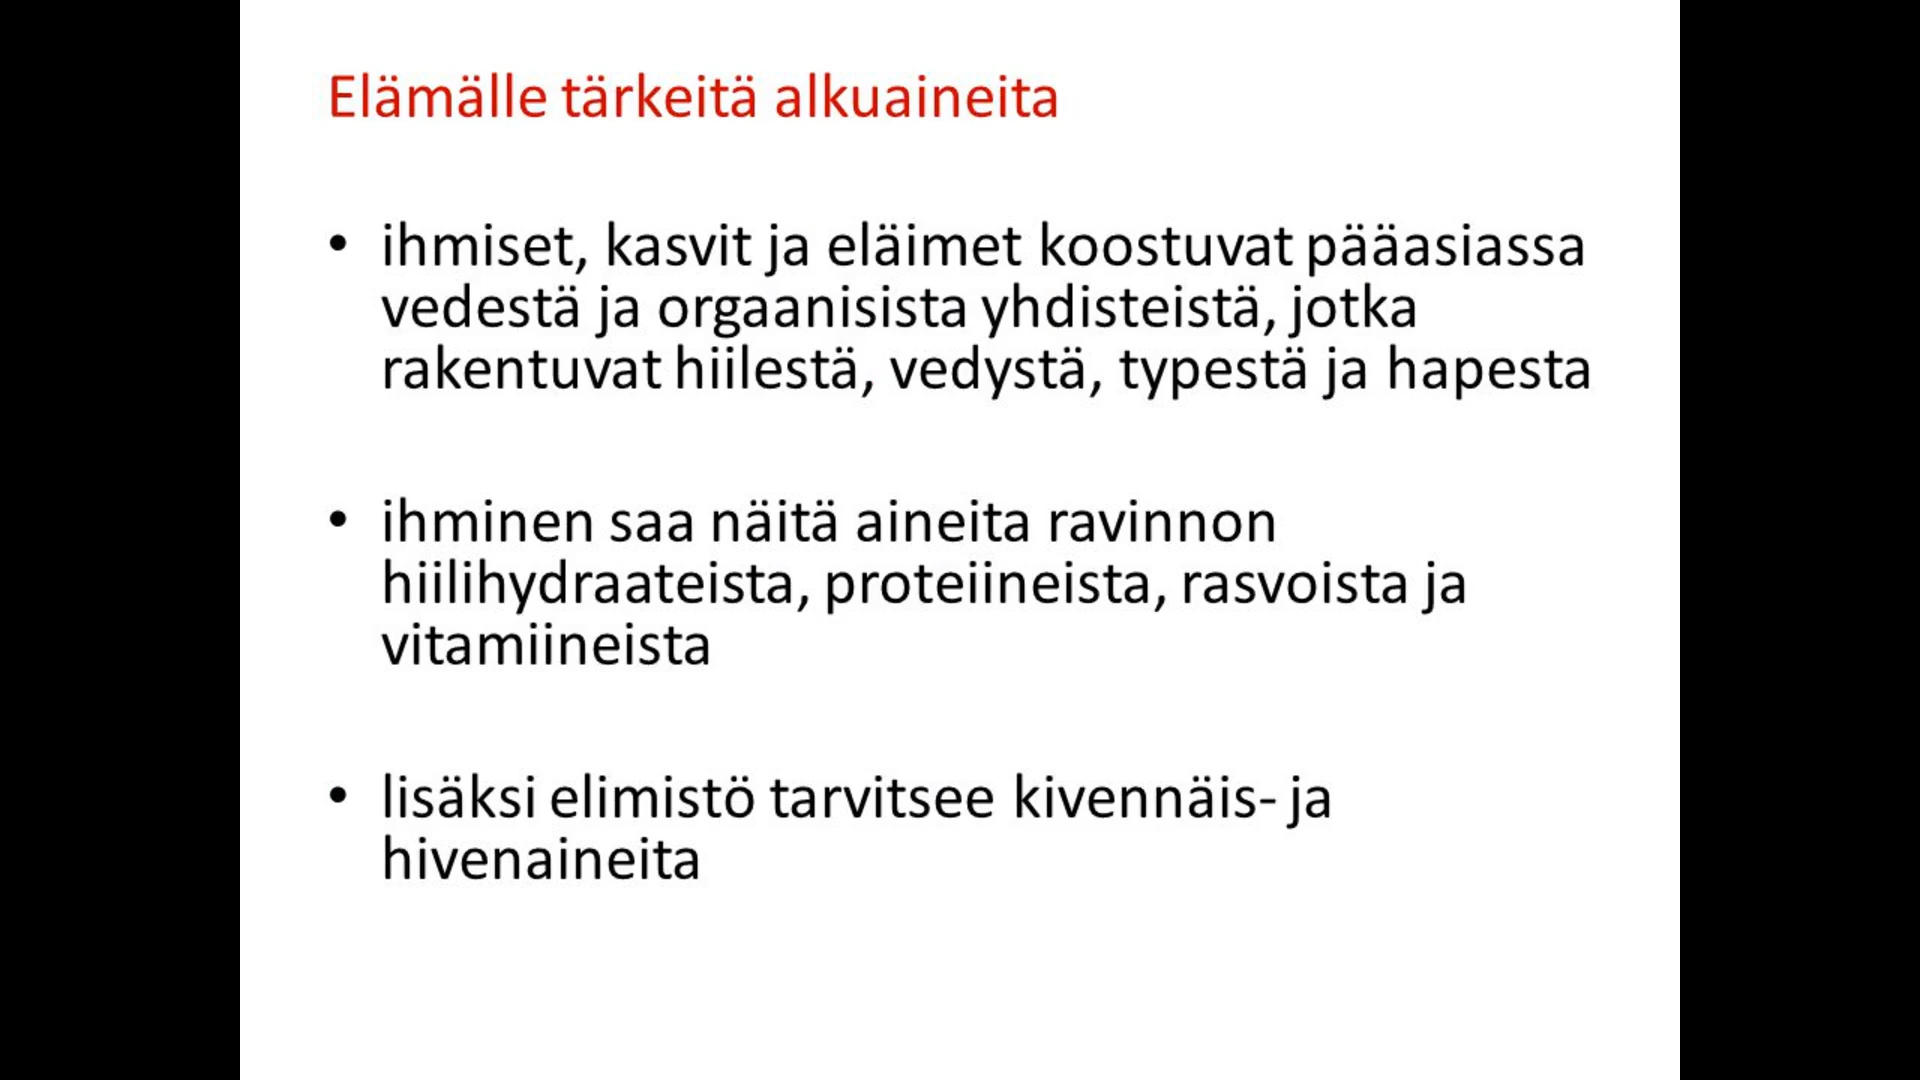 Elämälle tärkeitä alkuaineita
• ihmiset, kasvit ja eläimet koostuvat pääasiassa
vedestä ja orgaanisista yhdisteistä, jotka
rakentuvat hiilestä, vedystä, typestä ja hapesta
• ihminen saa näitä aineita ravinnon
hiilihydraateista, proteiineista, rasvoista ja
vitamiineista
• lisäksi elimistö tarvitsee kivennäis- ja
hivenaineita